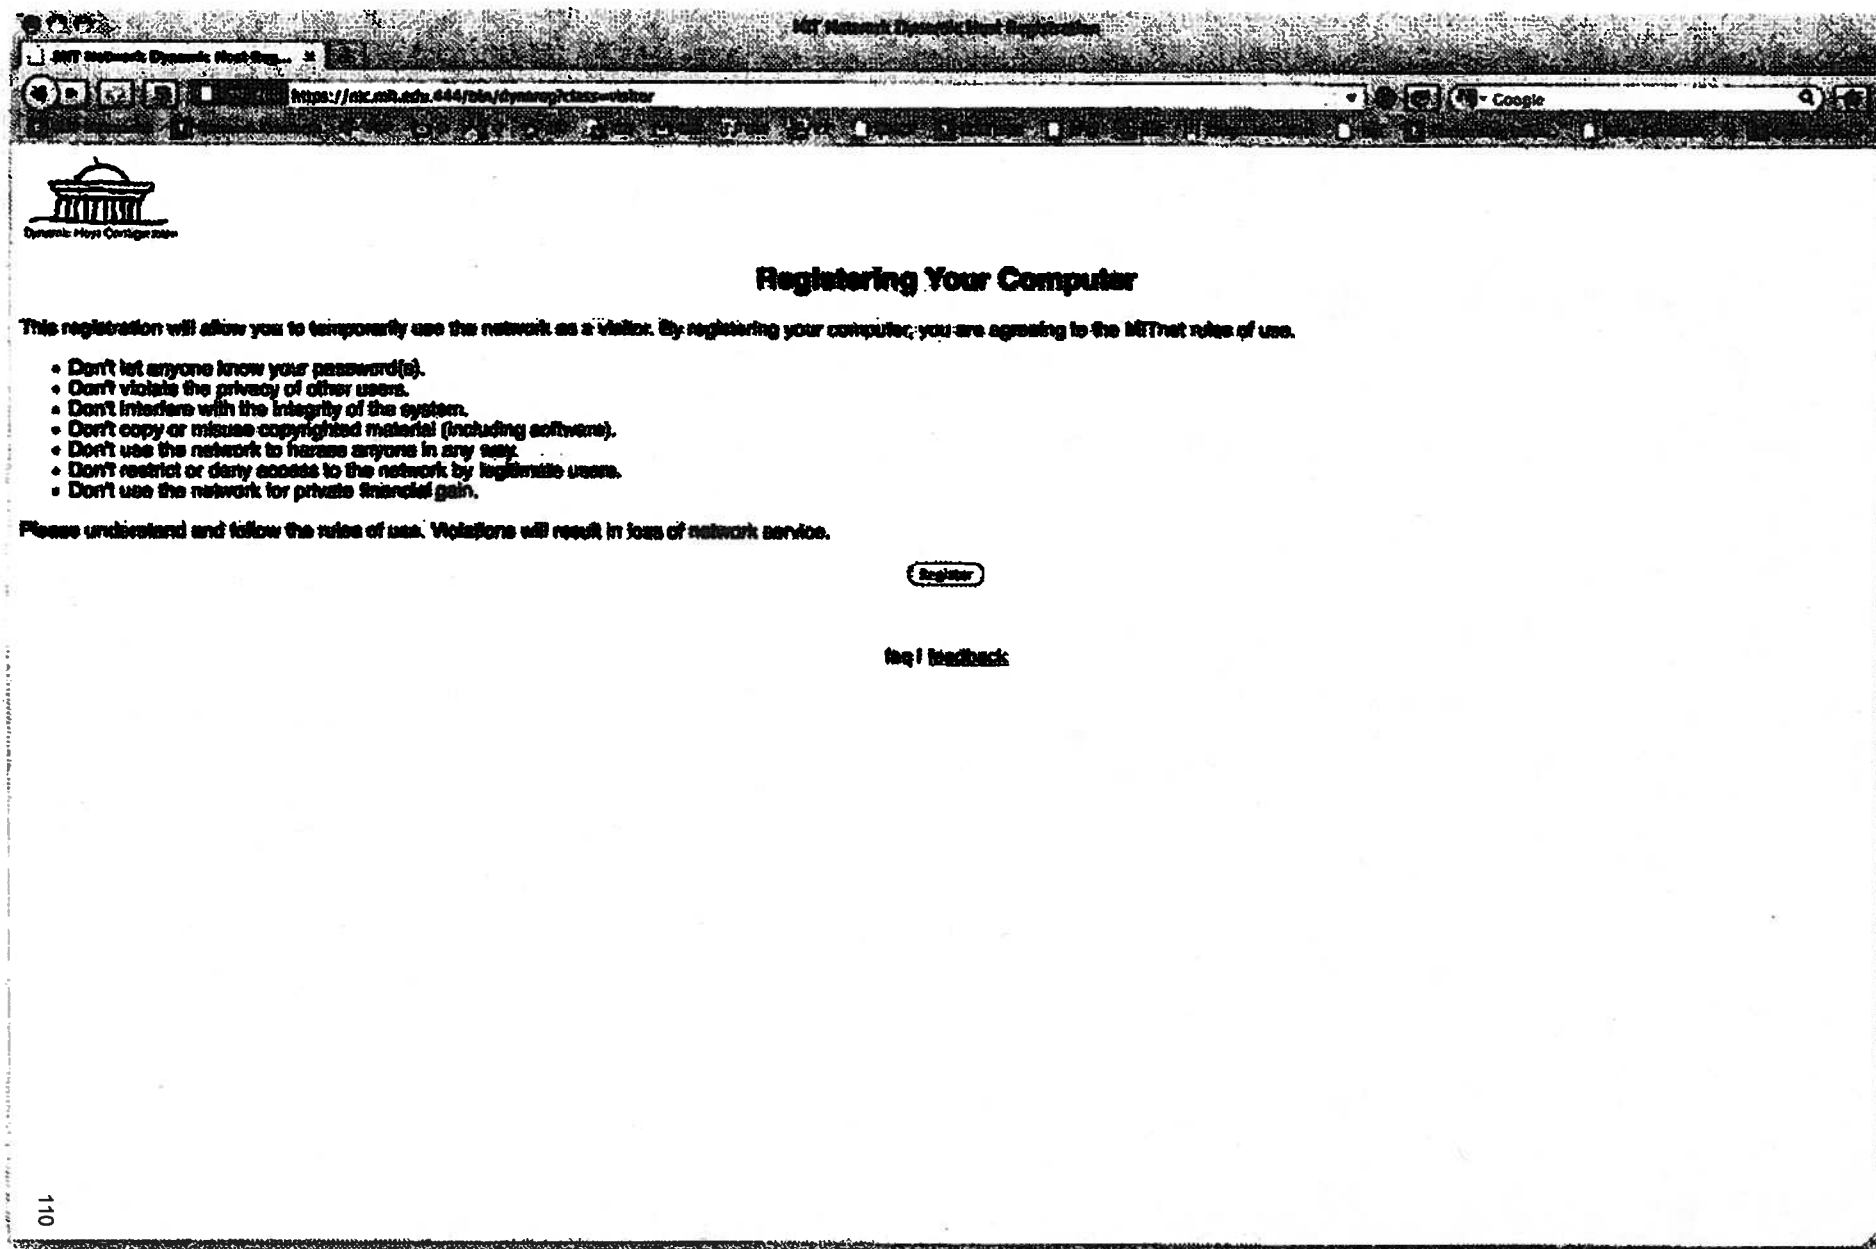 MIT Network Dynamic Host Registration
MIT Network Dynamic Host Reg...
https://nic.mit.edu:444/bin/dynareg?class=visitor
Google
Dynamic Host Configuration
Registering Your Computer
This registration will allow you to temporarily use the network as a visitor. By registering your computer, you are agreeing to the MITnet rules of use.
• Don't let anyone know your password(s).
• Don't violate the privacy of other users.
• Don't interfere with the integrity of the system.
• Don't copy or misuse copyrighted material (including software).
• Don't use the network to harass anyone in any way.
• Don't restrict or deny access to the network by legitimate users.
• Don't use the network for private financial gain.
Please understand and follow the rules of use. Violations will result in loss of network service.
Register
faq | feedback
110